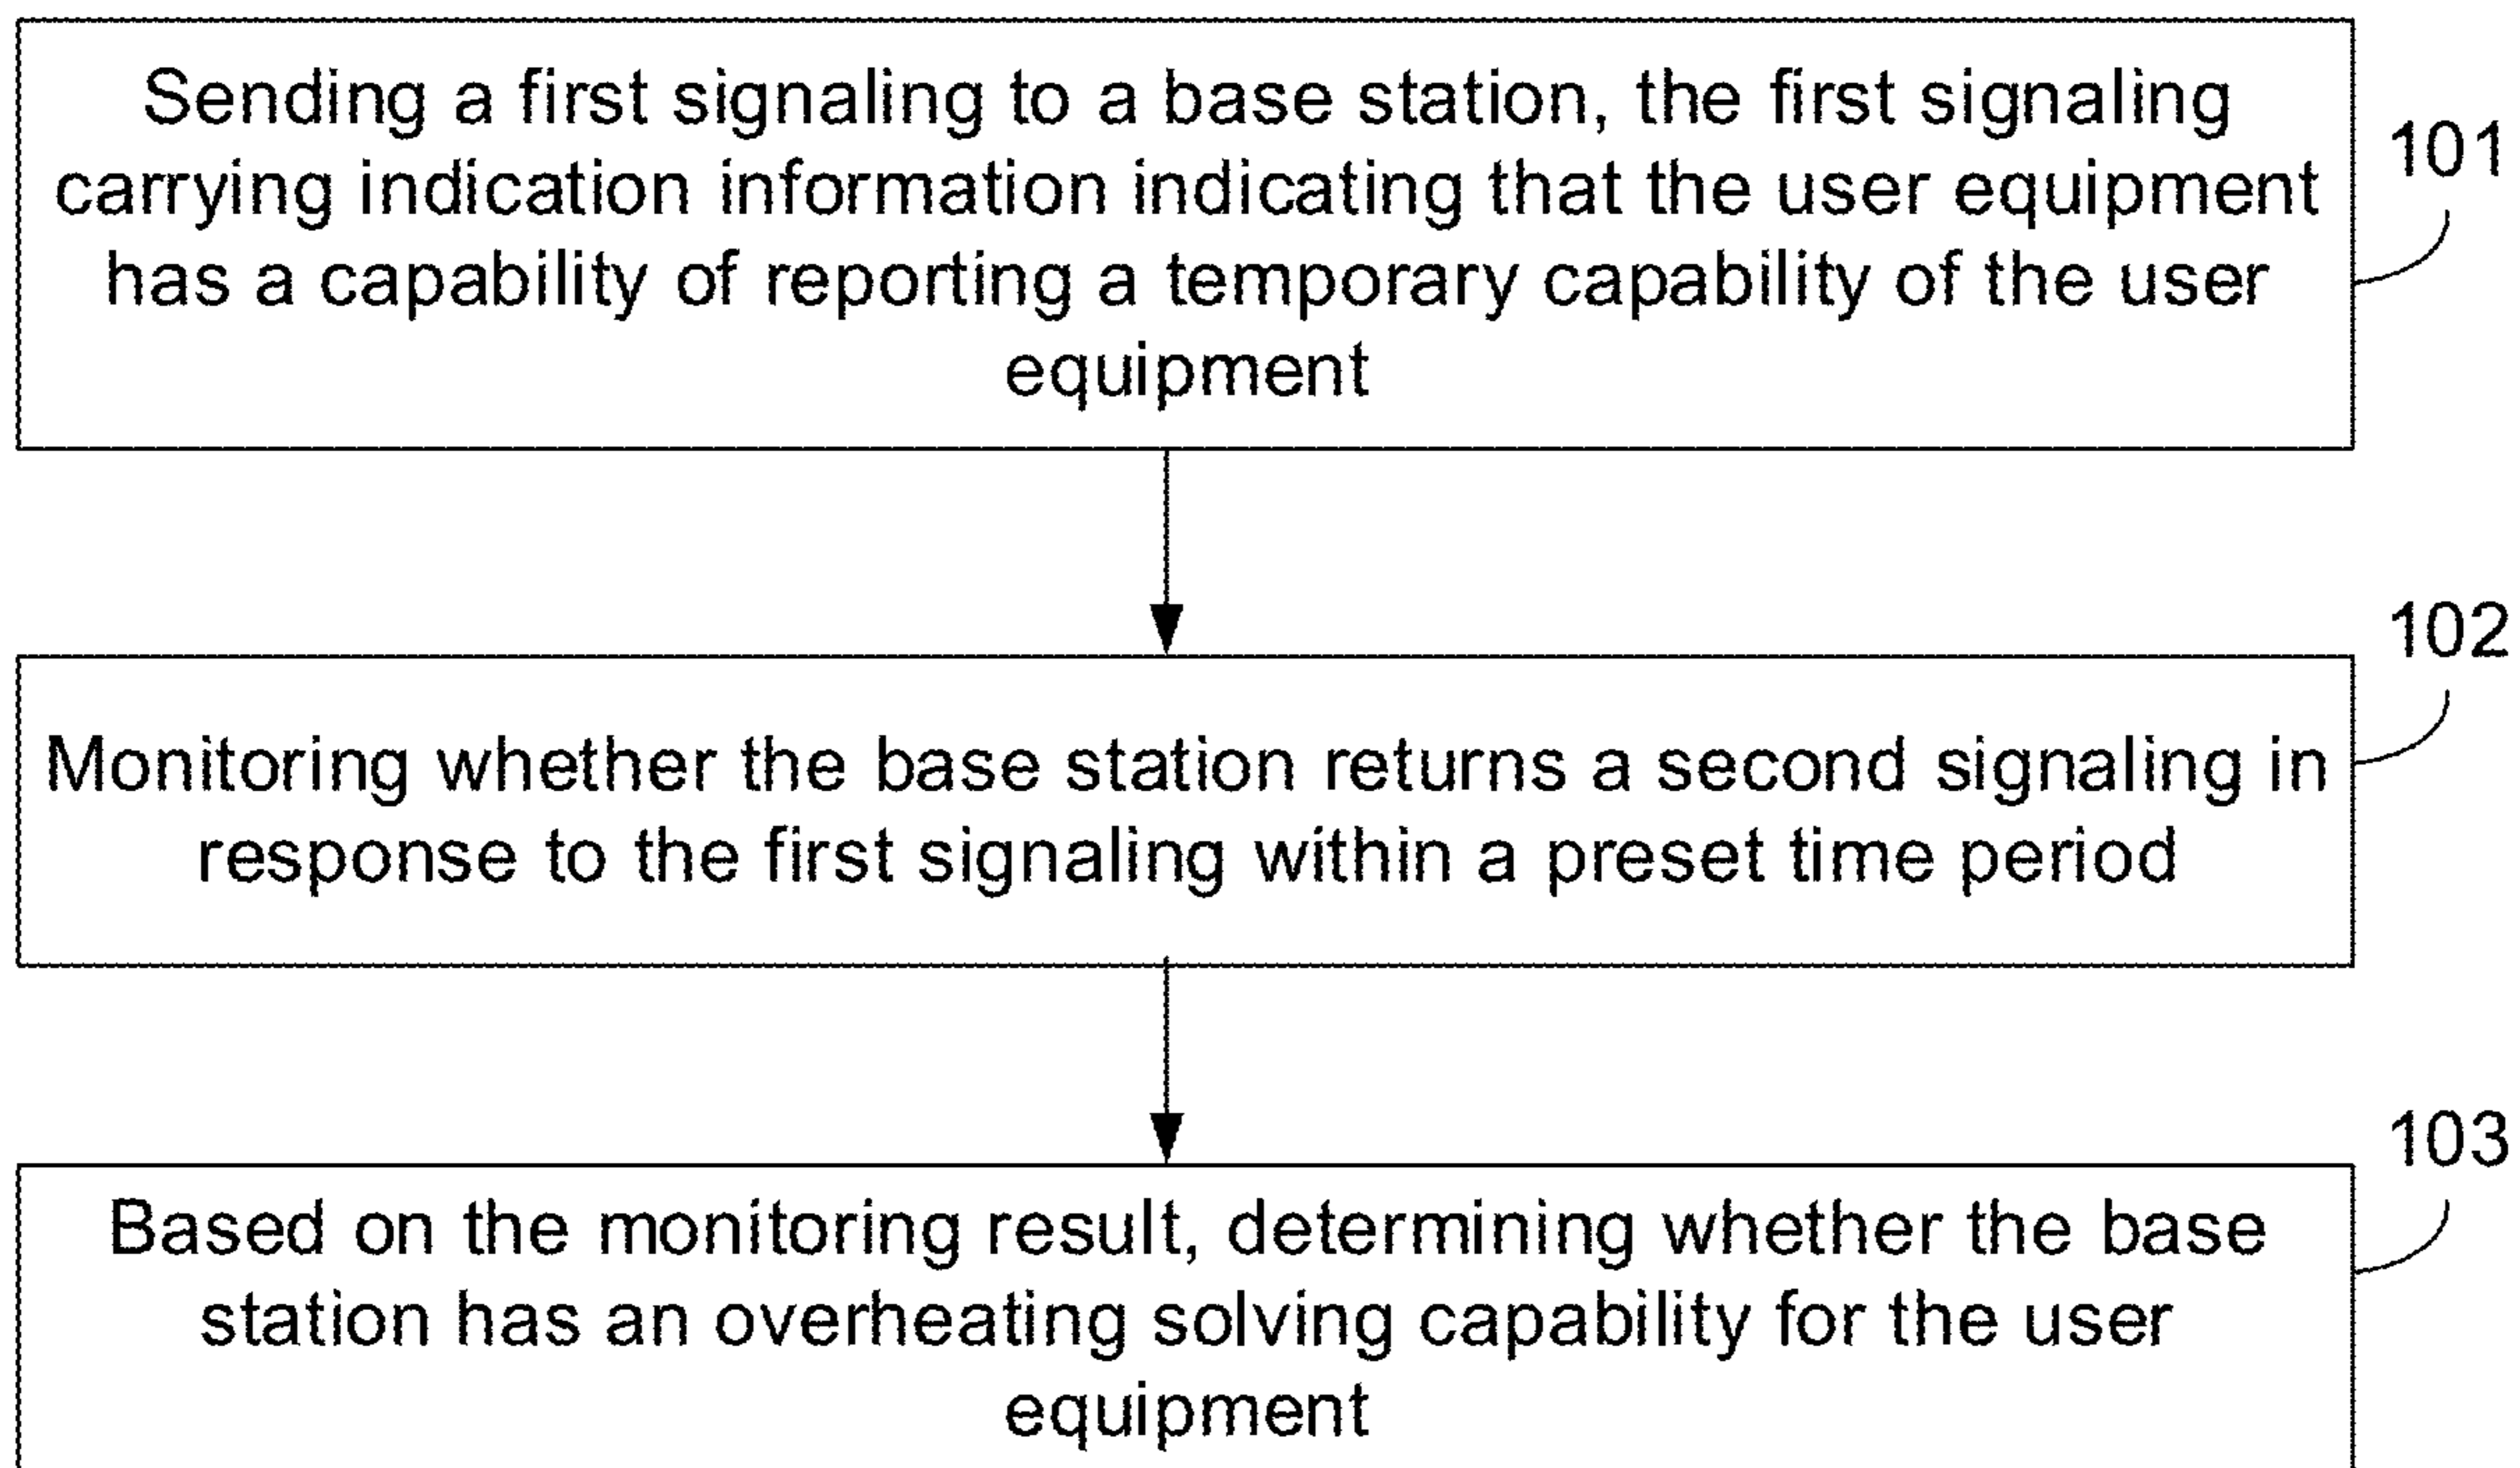 Sending a first signaling to a base station, the first signaling
carrying indication information indicating that the user equipment
has a capability of reporting a temporary capability of the user
equipment
101
102
Monitoring whether the base station returns a second signaling in
response to the first signaling within a preset time period
103
Based on the monitoring result, determining whether the base
station has an overheating solving capability for the user
equipment